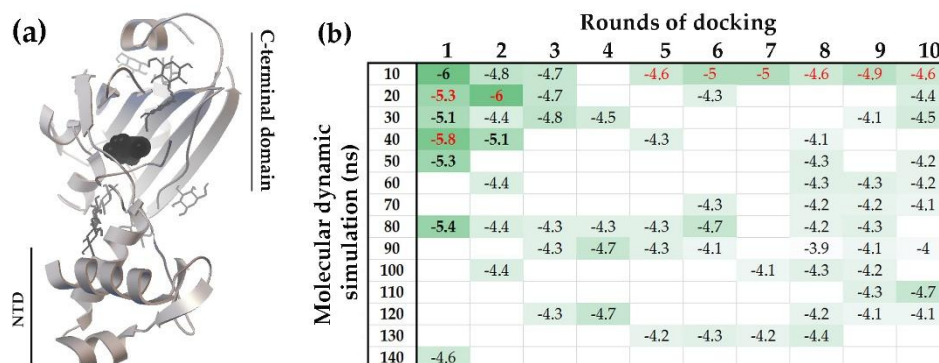 (a)
C-terminal domain
NTD
(b)
Rounds of docking
1 2 3 4 5 6 7 8 9 10
Molecular dynamic
simulation (ns)
10 -6 -4.8 -4.7 -4.6 -5 -5 -4.6 -4.9 -4.6
20 -5.3 -6 -4.7 -4.3 -4.4
30 -5.1 -4.4 -4.8 -4.5 -4.1 -4.5
40 -5.8 -5.1 -4.3 -4.1
50 -5.3 -4.3 -4.2
60 -4.4 -4.3 -4.3 -4.2
70 -4.3 -4.2 -4.2 -4.1
80 -5.4 -4.4 -4.3 -4.3 -4.3 -4.7 -4.2 -4.3
90 -4.3 -4.7 -4.3 -4.1 -3.9 -4.1 -4
100 -4.4 -4.1 -4.3 -4.2
110 -4.3 -4.7
120 -4.3 -4.7 -4.2 -4.1 -4.1
130 -4.2 -4.3 -4.2 -4.4
140 -4.6